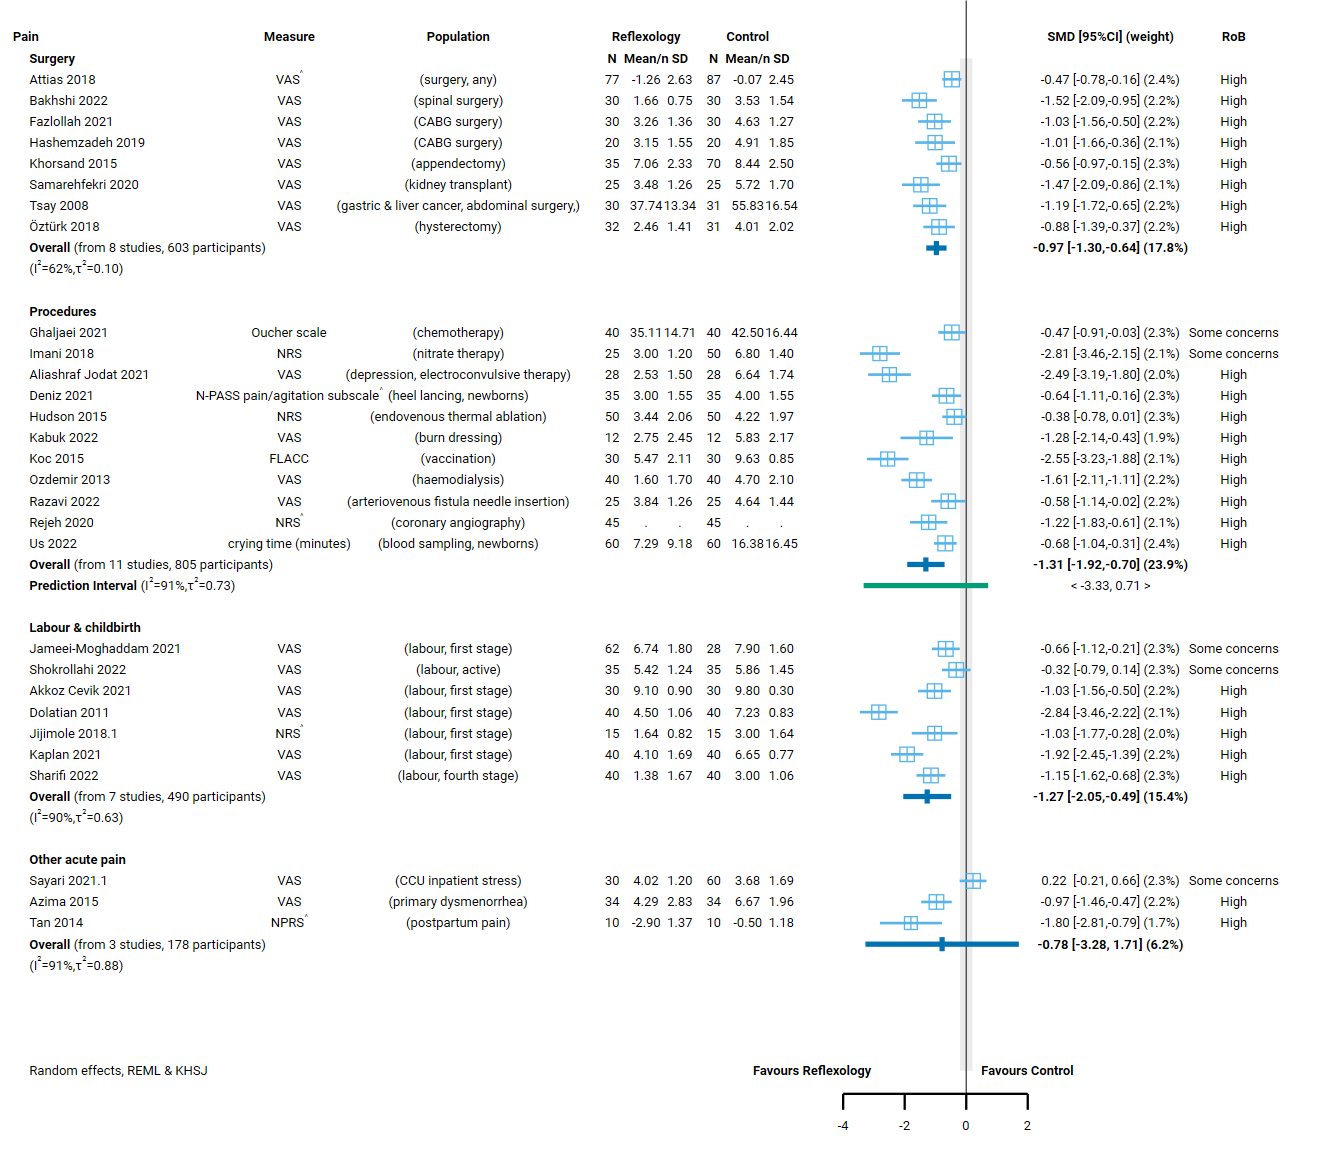 Pain Measure Population Reflexology Control SMD [95%CI] (weight) RoB
Surgery N Mean/n SD N Mean/n SD
Attias 2018 VAS^ (surgery, any) 77 -1.26 2.63 87 -0.07 2.45 -0.47 [-0.78,-0.16] (2.4%) High
Bakhshi 2022 VAS (spinal surgery) 30 1.66 0.75 30 3.53 1.54 -1.52 [-2.09,-0.95] (2.2%) High
Fazlollah 2021 VAS (CABG surgery) 30 3.26 1.36 30 4.63 1.27 -1.03 [-1.56,-0.50] (2.2%) High
Hashemzadeh 2019 VAS (CABG surgery) 20 3.15 1.55 20 4.91 1.85 -1.01 [-1.66,-0.36] (2.1%) High
Khorsand 2015 VAS (appendectomy) 35 7.06 2.33 70 8.44 2.50 -0.56 [-0.97,-0.15] (2.3%) High
Samarehfekri 2020 VAS (kidney transplant) 25 3.48 1.26 25 5.72 1.70 -1.47 [-2.09,-0.86] (2.1%) High
Tsay 2008 VAS (gastric & liver cancer, abdominal surgery,) 30 37.74 13.34 31 55.83 16.54 -1.19 [-1.72,-0.65] (2.2%) High
Öztürk 2018 VAS (hysterectomy) 32 2.46 1.41 31 4.01 2.02 -0.88 [-1.39,-0.37] (2.2%) High
Overall (from 8 studies, 603 participants) -0.97 [-1.30,-0.64] (17.8%)
(I²=62%,τ²=0.10)
Procedures
Ghaljaei 2021 Oucher scale (chemotherapy) 40 35.11 14.71 40 42.50 16.44 -0.47 [-0.91,-0.03] (2.3%) Some concerns
Imani 2018 NRS (nitrate therapy) 25 3.00 1.20 50 6.80 1.40 -2.81 [-3.46,-2.15] (2.1%) Some concerns
Aliashraf Jodat 2021 VAS (depression, electroconvulsive therapy) 28 2.53 1.50 28 6.64 1.74 -2.49 [-3.19,-1.80] (2.0%) High
Deniz 2021 N-PASS pain/agitation subscale^ (heel lancing, newborns) 35 3.00 1.55 35 4.00 1.55 -0.64 [-1.11,-0.16] (2.3%) High
Hudson 2015 NRS (endovenous thermal ablation) 50 3.44 2.06 50 4.22 1.97 -0.38 [-0.78, 0.01] (2.3%) High
Kabuk 2022 VAS (burn dressing) 12 2.75 2.45 12 5.83 2.17 -1.28 [-2.14,-0.43] (1.9%) High
Koc 2015 FLACC (vaccination) 30 5.47 2.11 30 9.63 0.85 -2.55 [-3.23,-1.88] (2.1%) High
Ozdemir 2013 VAS (haemodialysis) 40 1.60 1.70 40 4.70 2.10 -1.61 [-2.11,-1.11] (2.2%) High
Razavi 2022 VAS (arteriovenous fistula needle insertion) 25 3.84 1.26 25 4.64 1.44 -0.58 [-1.14,-0.02] (2.2%) High
Rejeh 2020 NRS^ (coronary angiography) 45 . . 45 . . -1.22 [-1.83,-0.61] (2.1%) High
Us 2022 crying time (minutes) (blood sampling, newborns) 60 7.29 9.18 60 16.38 16.45 -0.68 [-1.04,-0.31] (2.4%) High
Overall (from 11 studies, 805 participants) -1.31 [-1.92,-0.70] (23.9%)
Prediction Interval (I²=91%,τ²=0.73) < -3.33, 0.71 >
Labour & childbirth
Jameei-Moghaddam 2021 VAS (labour, first stage) 62 6.74 1.80 28 7.90 1.60 -0.66 [-1.12,-0.21] (2.3%) Some concerns
Shokrollahi 2022 VAS (labour, active) 35 5.42 1.24 35 5.86 1.45 -0.32 [-0.79, 0.14] (2.3%) Some concerns
Akkoz Cevik 2021 VAS (labour, first stage) 30 9.10 0.90 30 9.80 0.30 -1.03 [-1.56,-0.50] (2.2%) High
Dolatian 2011 VAS (labour, first stage) 40 4.50 1.06 40 7.23 0.83 -2.84 [-3.46,-2.22] (2.1%) High
Jijimole 2018.1 NRS^ (labour, first stage) 15 1.64 0.82 15 3.00 1.64 -1.03 [-1.77,-0.28] (2.0%) High
Kaplan 2021 VAS (labour, first stage) 40 4.10 1.69 40 6.65 0.77 -1.92 [-2.45,-1.39] (2.2%) High
Sharifi 2022 VAS (labour, fourth stage) 40 1.38 1.67 40 3.00 1.06 -1.15 [-1.62,-0.68] (2.3%) High
Overall (from 7 studies, 490 participants) -1.27 [-2.05,-0.49] (15.4%)
(I²=90%,τ²=0.63)
Other acute pain
Sayari 2021.1 VAS (CCU inpatient stress) 30 4.02 1.20 60 3.68 1.69 0.22 [-0.21, 0.66] (2.3%) Some concerns
Azima 2015 VAS (primary dysmenorrhea) 34 4.29 2.83 34 6.67 1.96 -0.97 [-1.46,-0.47] (2.2%) High
Tan 2014 NPRS^ (postpartum pain) 10 -2.90 1.37 10 -0.50 1.18 -1.80 [-2.81,-0.79] (1.7%) High
Overall (from 3 studies, 178 participants) -0.78 [-3.28, 1.71] (6.2%)
(I²=91%,τ²=0.88)
Random effects, REML & KHSJ Favours Reflexology Favours Control
-4 -2 0 2